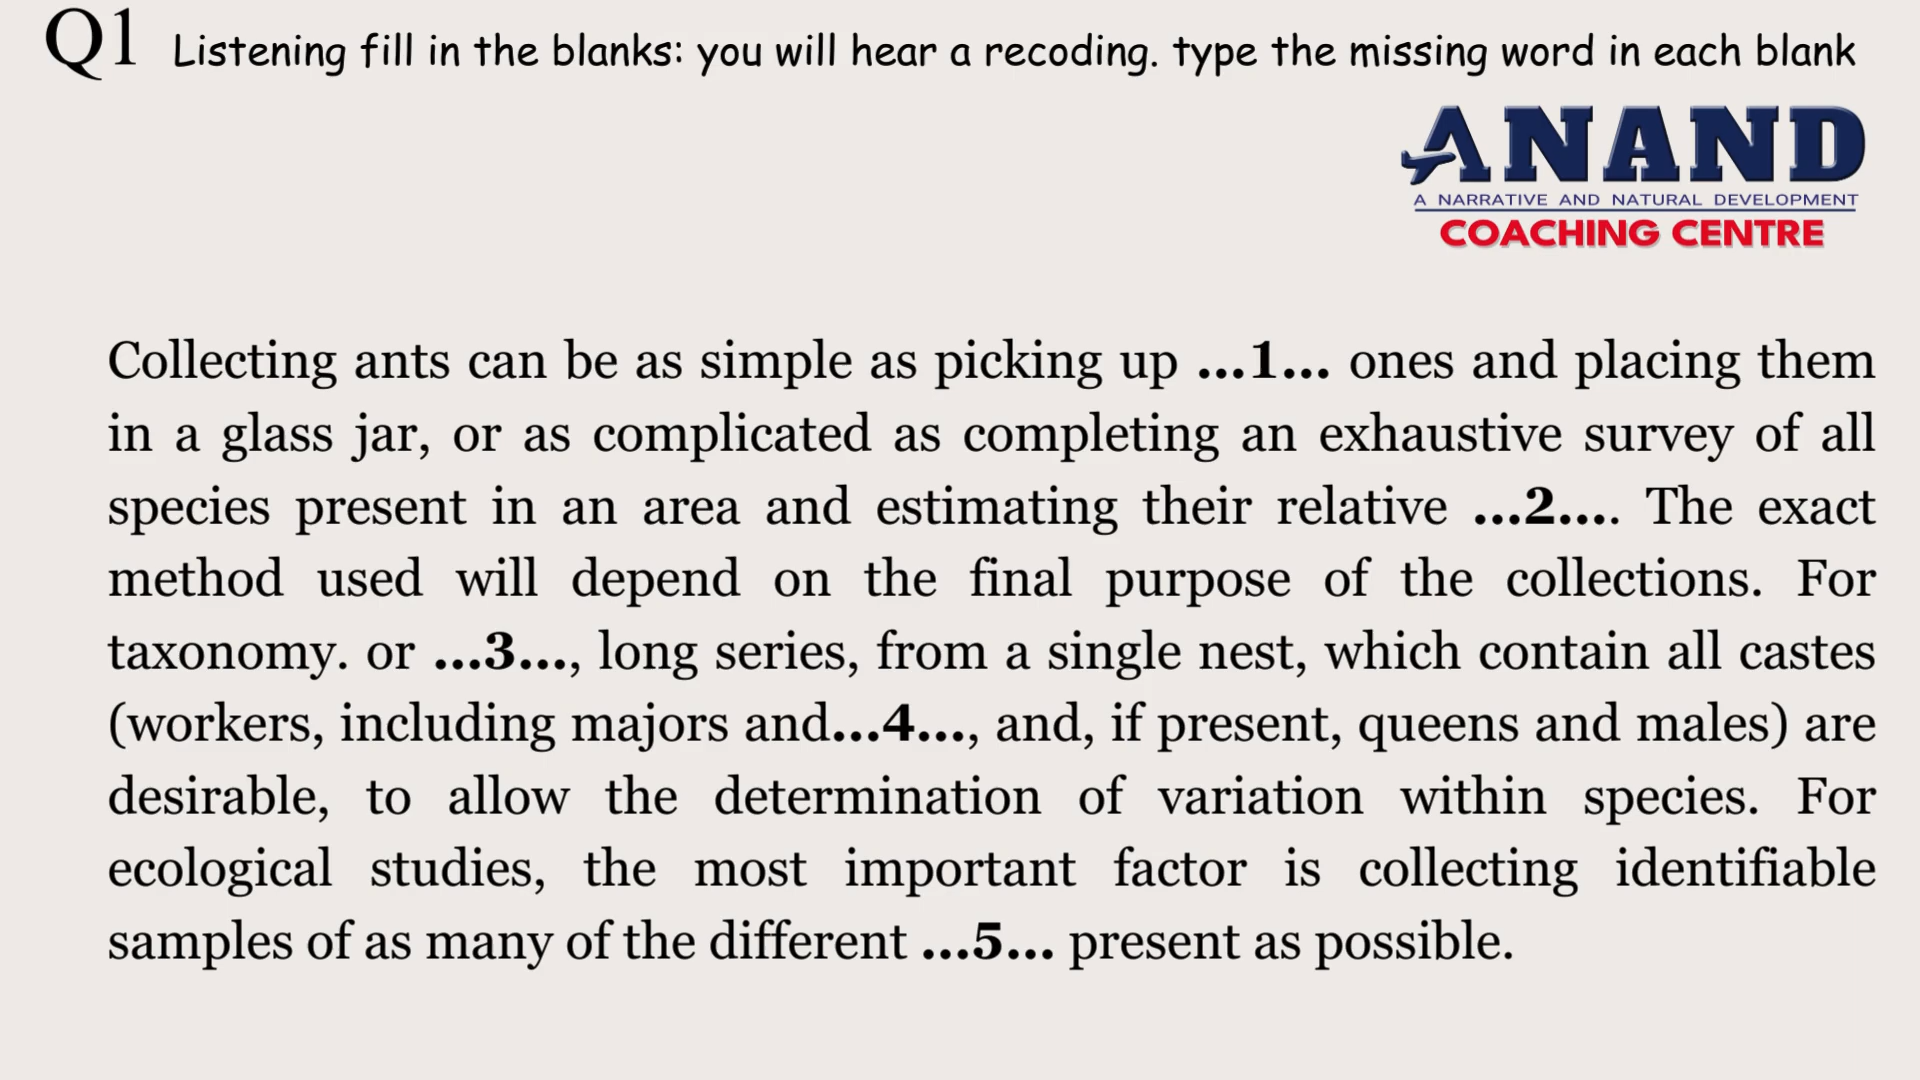 Q1 Listening fill in the blanks: you will hear a recoding. type the missing word in each blank
ANAND
A NARRATIVE AND NATURAL DEVELOPMENT
COACHING CENTRE
Collecting ants can be as simple as picking up ...1... ones and placing them
in a glass jar, or as complicated as completing an exhaustive survey of all
species present in an area and estimating their relative ...2.... The exact
method used will depend on the final purpose of the collections. For
taxonomy. or ...3..., long series, from a single nest, which contain all castes
(workers, including majors and...4..., and, if present, queens and males) are
desirable, to allow the determination of variation within species. For
ecological studies, the most important factor is collecting identifiable
samples of as many of the different ...5... present as possible.